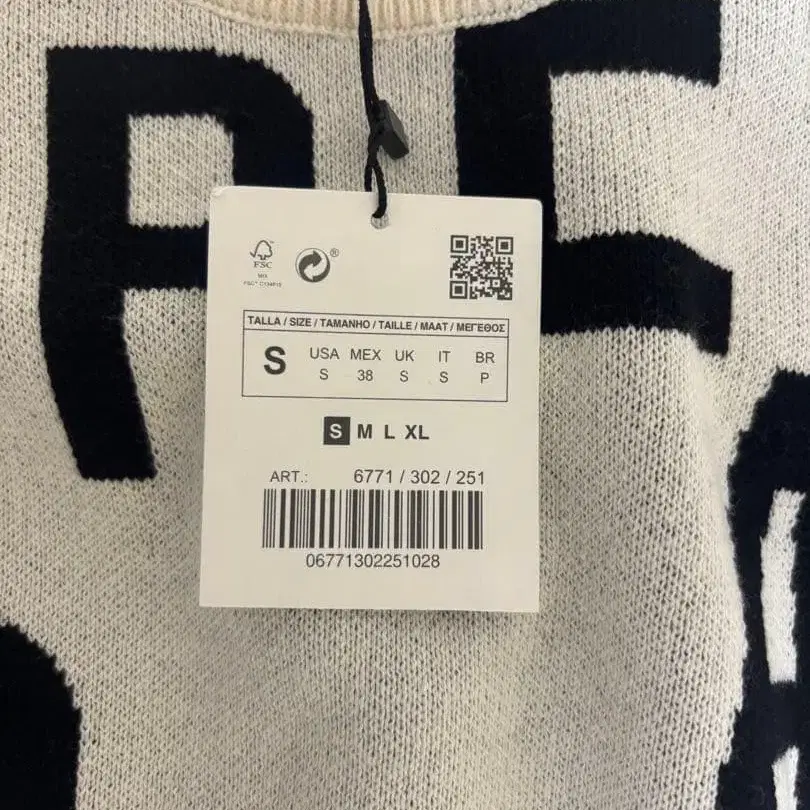 PE
FSC
MIX
®
TALLA / SIZE / TAMANHO / TAILLE / MAAT / ΜΕΓΕΘΟΣ
S USA MEX UK IT BR
S 38 S S P
S M L XL
ART.: 6771 / 302 / 251
06771302251028